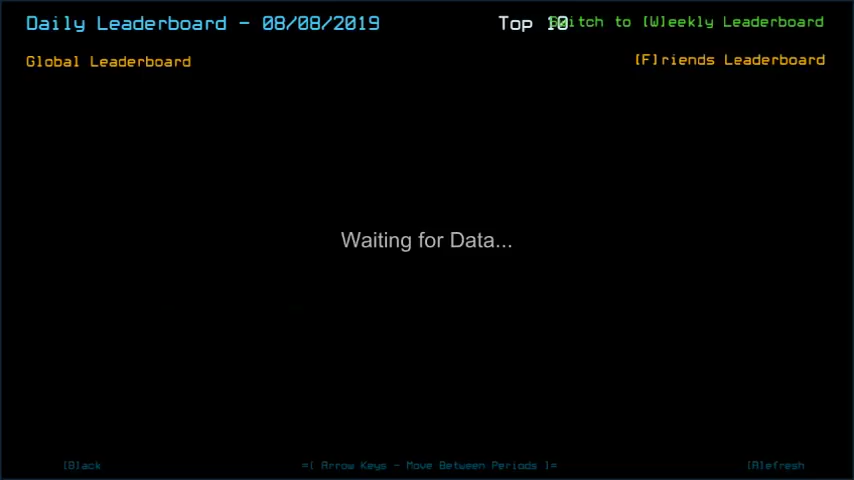 Daily Leaderboard - 08/08/2019
Top 10
Switch to [W]eekly Leaderboard
Global Leaderboard
[F]riends Leaderboard
Waiting for Data...
[B]ack
=[ Arrow Keys - Move Between Periods ]=
[R]efresh